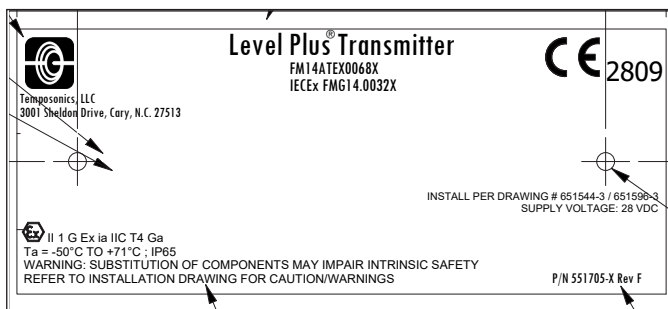 Level Plus® Transmitter
FM14ATEX0068X
IECEx FMG14.0032X
CE 2809
Temposonics, LLC
3001 Sheldon Drive, Cary, N.C. 27513
INSTALL PER DRAWING # 651544-3 / 651596-3
SUPPLY VOLTAGE: 28 VDC
Ex II 1 G Ex ia IIC T4 Ga
Ta = -50°C TO +71°C ; IP65
WARNING: SUBSTITUTION OF COMPONENTS MAY IMPAIR INTRINSIC SAFETY
REFER TO INSTALLATION DRAWING FOR CAUTION/WARNINGS
P/N 551705-X Rev F